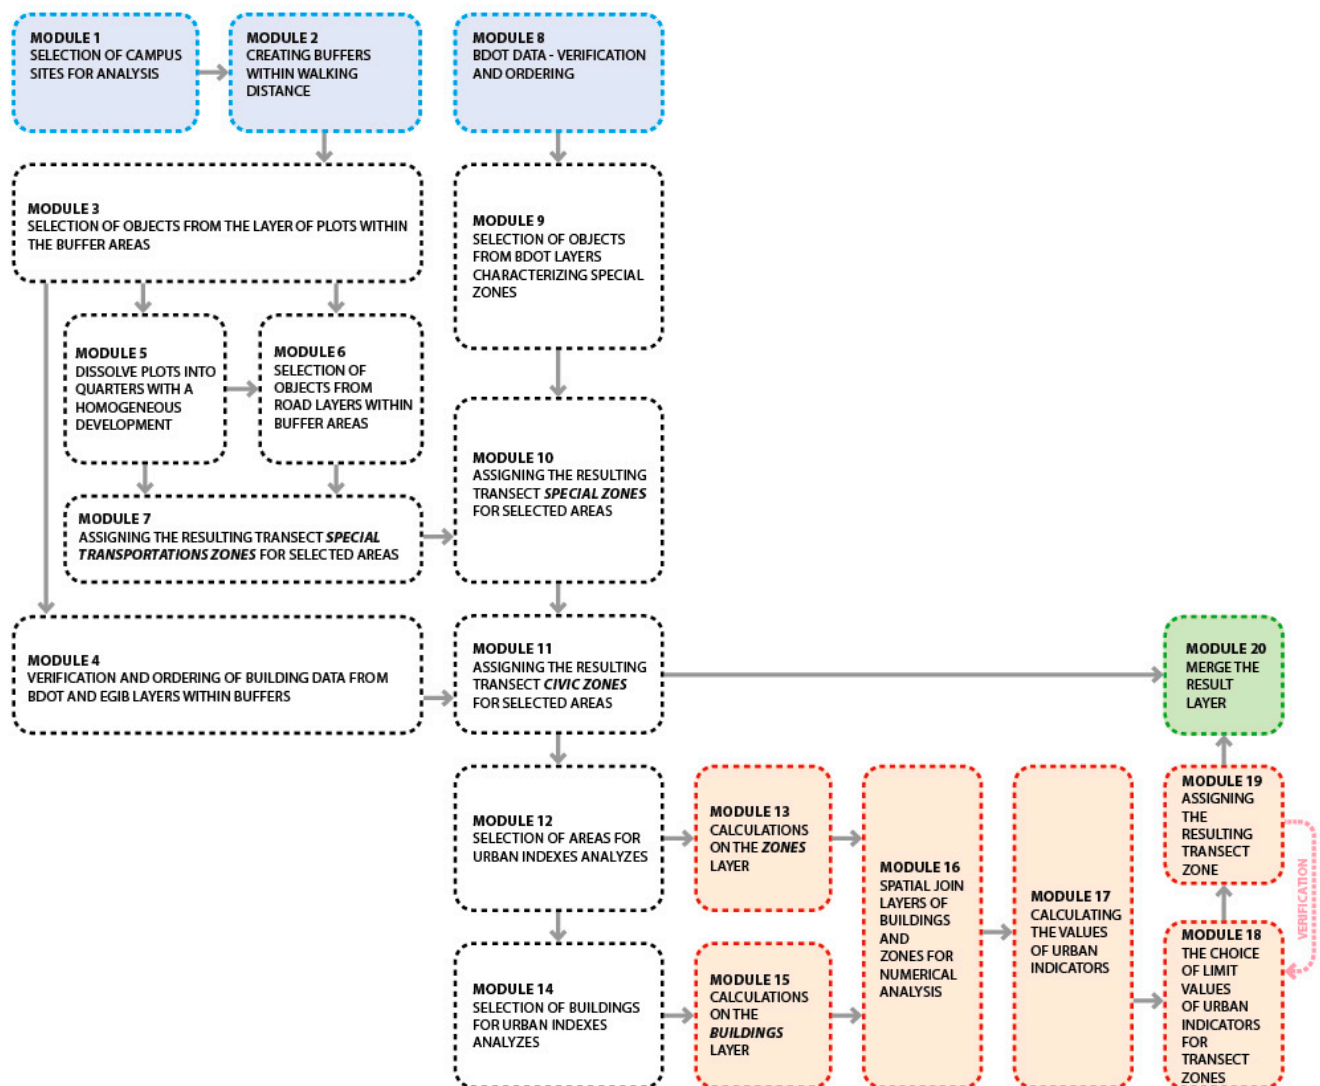 MODULE 1
SELECTION OF CAMPUS
SITES FOR ANALYSIS
MODULE 2
CREATING BUFFERS
WITHIN WALKING
DISTANCE
MODULE 8
BDOT DATA - VERIFICATION
AND ORDERING
MODULE 3
SELECTION OF OBJECTS FROM THE LAYER OF PLOTS WITHIN
THE BUFFER AREAS
MODULE 9
SELECTION OF OBJECTS
FROM BDOT LAYERS
CHARACTERIZING SPECIAL
ZONES
MODULE 5
DISSOLVE PLOTS INTO
QUARTERS WITH A
HOMOGENEOUS
DEVELOPMENT
MODULE 6
SELECTION OF
OBJECTS FROM
ROAD LAYERS WITHIN
BUFFER AREAS
MODULE 10
ASSIGNING THE RESULTING
TRANSECT SPECIAL ZONES
FOR SELECTED AREAS
MODULE 7
ASSIGNING THE RESULTING TRANSECT SPECIAL
TRANSPORTATIONS ZONES FOR SELECTED AREAS
MODULE 4
VERIFICATION AND ORDERING OF BUILDING DATA FROM
BDOT AND EGIB LAYERS WITHIN BUFFERS
MODULE 11
ASSIGNING THE RESULTING
TRANSECT CIVIC ZONES
FOR SELECTED AREAS
MODULE 20
MERGE THE
RESULT
LAYER
MODULE 12
SELECTION OF AREAS FOR
URBAN INDEXES ANALYZES
MODULE 13
CALCULATIONS
ON THE ZONES
LAYER
MODULE 16
SPATIAL JOIN
LAYERS OF
BUILDINGS
AND
ZONES FOR
NUMERICAL
ANALYSIS
MODULE 17
CALCULATING
THE VALUES
OF URBAN
INDICATORS
MODULE 19
ASSIGNING
THE
RESULTING
TRANSECT
ZONE
VERIFICATION
MODULE 14
SELECTION OF BUILDINGS
FOR URBAN INDEXES
ANALYZES
MODULE 15
CALCULATIONS
ON THE
BUILDINGS
LAYER
MODULE 18
THE CHOICE
OF LIMIT
VALUES
OF URBAN
INDICATORS
FOR
TRANSECT
ZONES